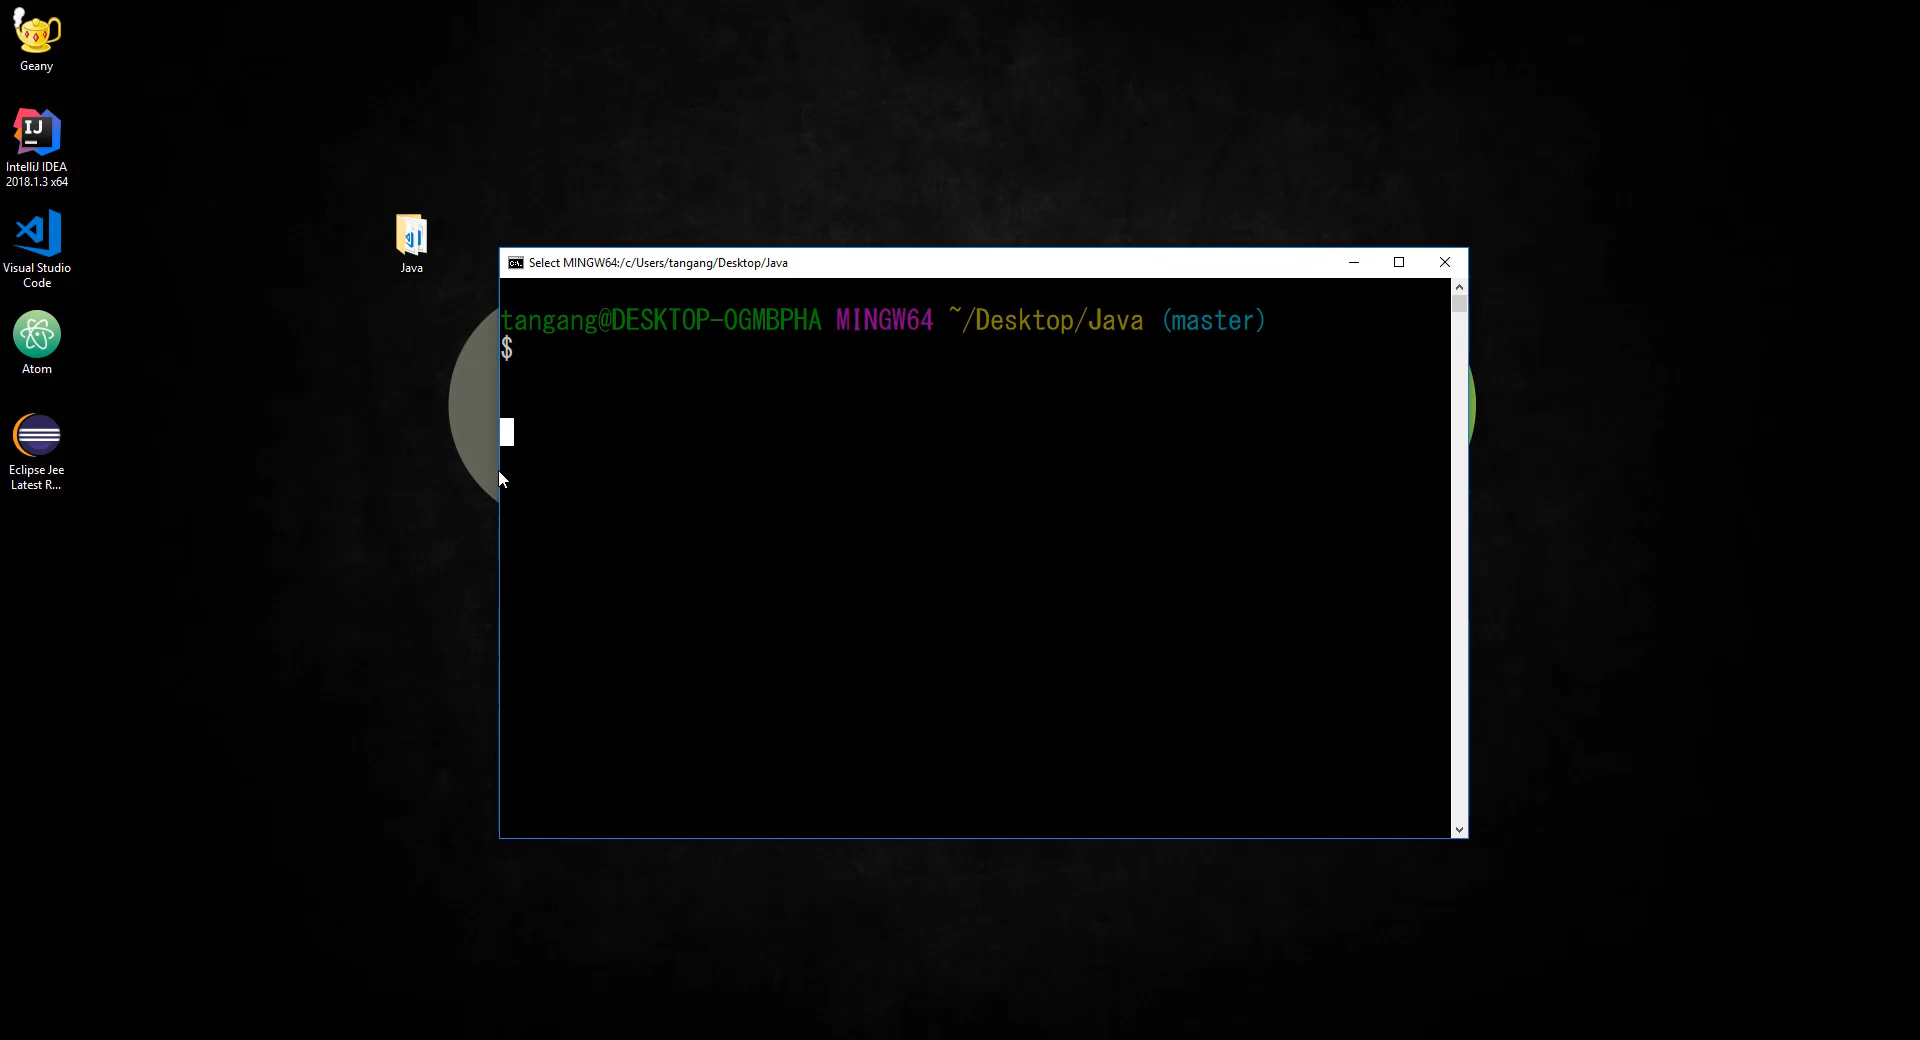 Geany
IJ
IntelliJ IDEA
2018.1.3 x64
Visual Studio
Code
Atom
Eclipse Jee
Latest R...
Java
Select MINGW64:/c/Users/tangang/Desktop/Java
tangang@DESKTOP-OGMBPHA MINGW64 ~/Desktop/Java (master)
$